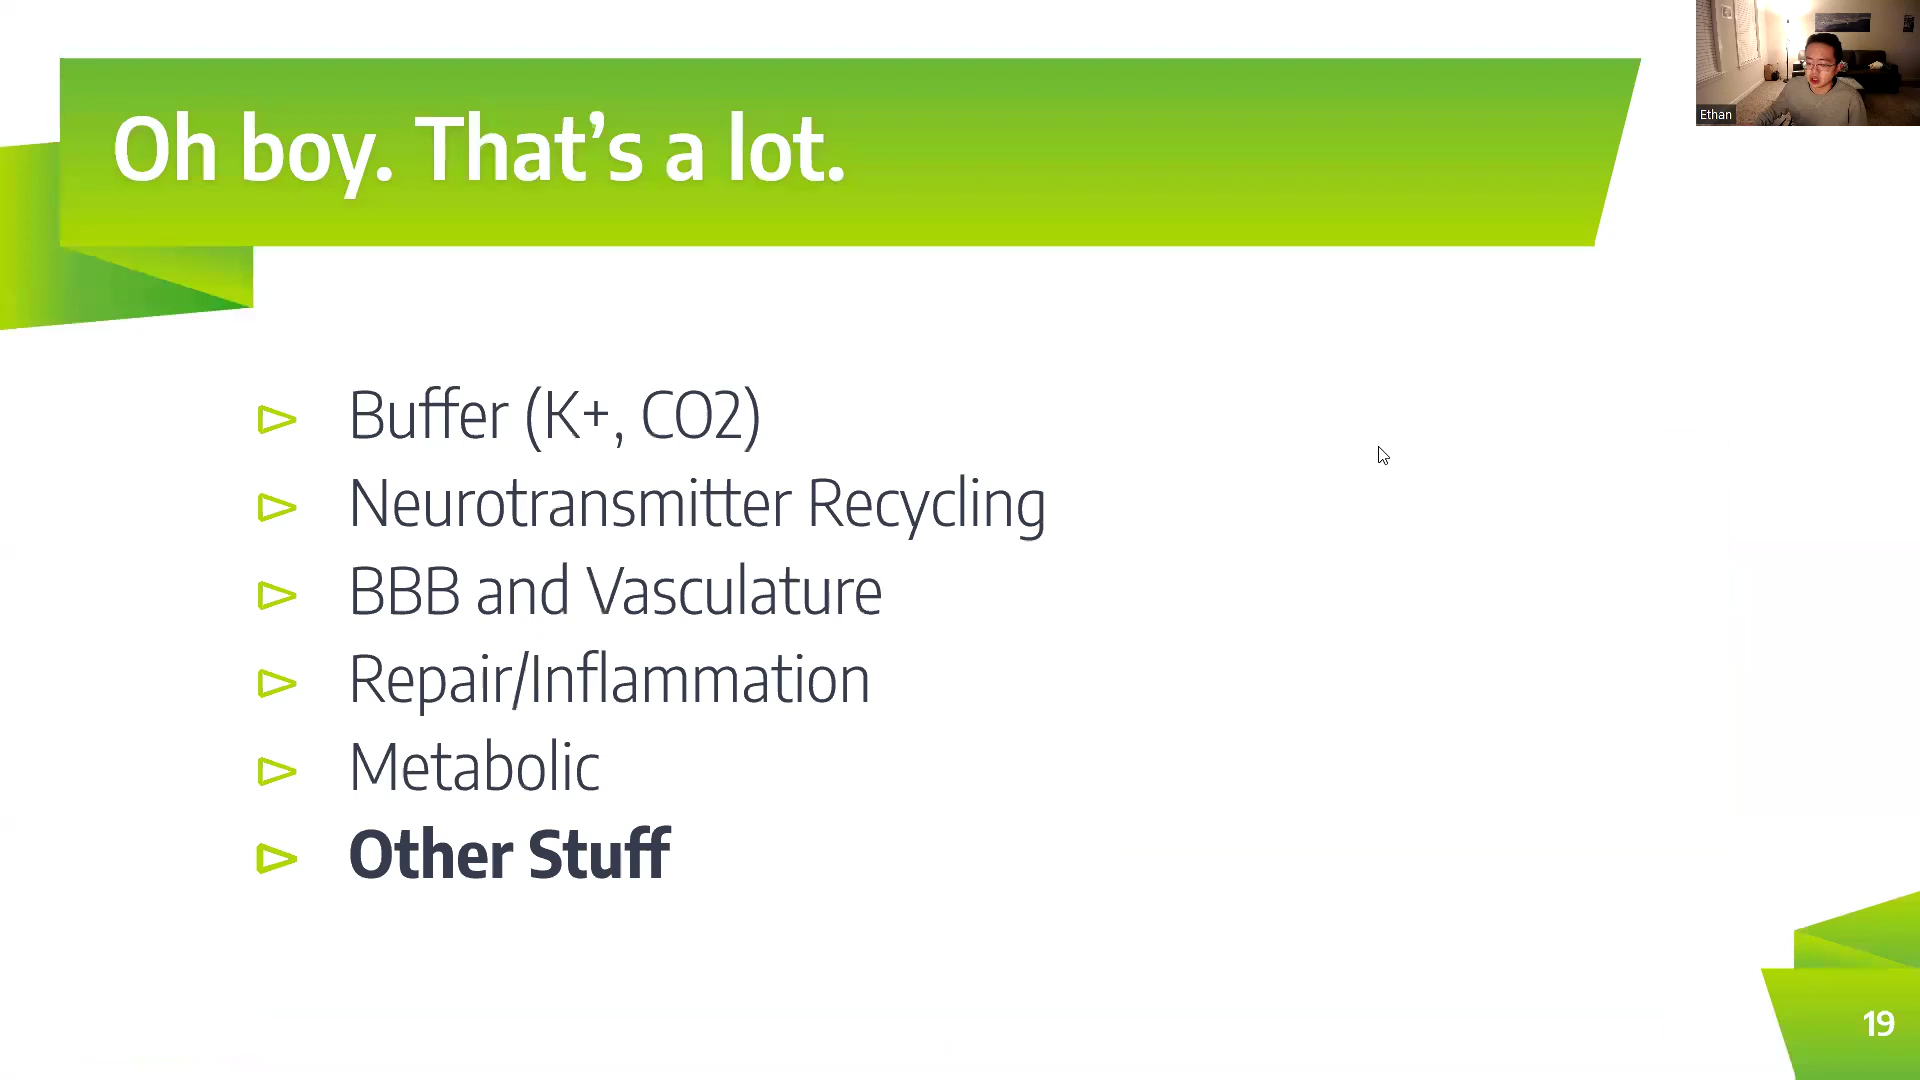 Oh boy. That's a lot.
Ethan
Buffer (K+, CO2)
Neurotransmitter Recycling
BBB and Vasculature
Repair/Inflammation
Metabolic
Other Stuff
19